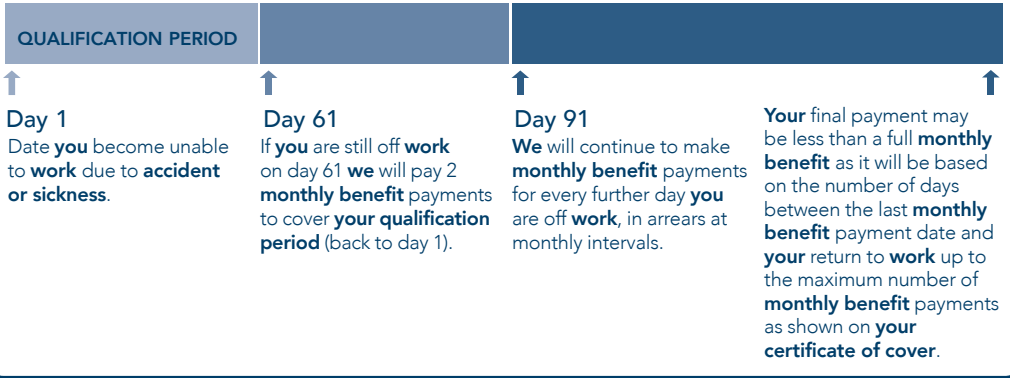 QUALIFICATION PERIOD
Day 1
Date you become unable
to work due to accident
or sickness.
Day 61
If you are still off work
on day 61 we will pay 2
monthly benefit payments
to cover your qualification
period (back to day 1).
Day 91
We will continue to make
monthly benefit payments
for every further day you
are off work, in arrears at
monthly intervals.
Your final payment may
be less than a full monthly
benefit as it will be based
on the number of days
between the last monthly
benefit payment date and
your return to work up to
the maximum number of
monthly benefit payments
as shown on your
certificate of cover.